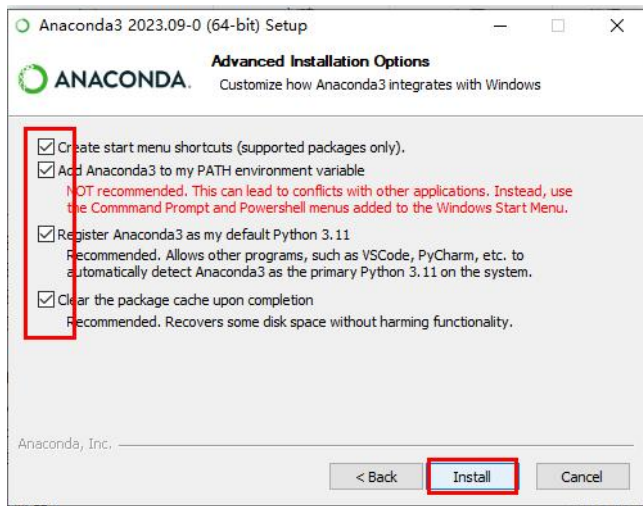 Anaconda3 2023.09-0 (64-bit) Setup
ANACONDA.
Advanced Installation Options
Customize how Anaconda3 integrates with Windows
Create start menu shortcuts (supported packages only).
Add Anaconda3 to my PATH environment variable
NOT recommended. This can lead to conflicts with other applications. Instead, use
the Commmand Prompt and Powershell menus added to the Windows Start Menu.
Register Anaconda3 as my default Python 3.11
Recommended. Allows other programs, such as VSCode, PyCharm, etc. to
automatically detect Anaconda3 as the primary Python 3.11 on the system.
Clear the package cache upon completion
Recommended. Recovers some disk space without harming functionality.
Anaconda, Inc.
< Back Install Cancel